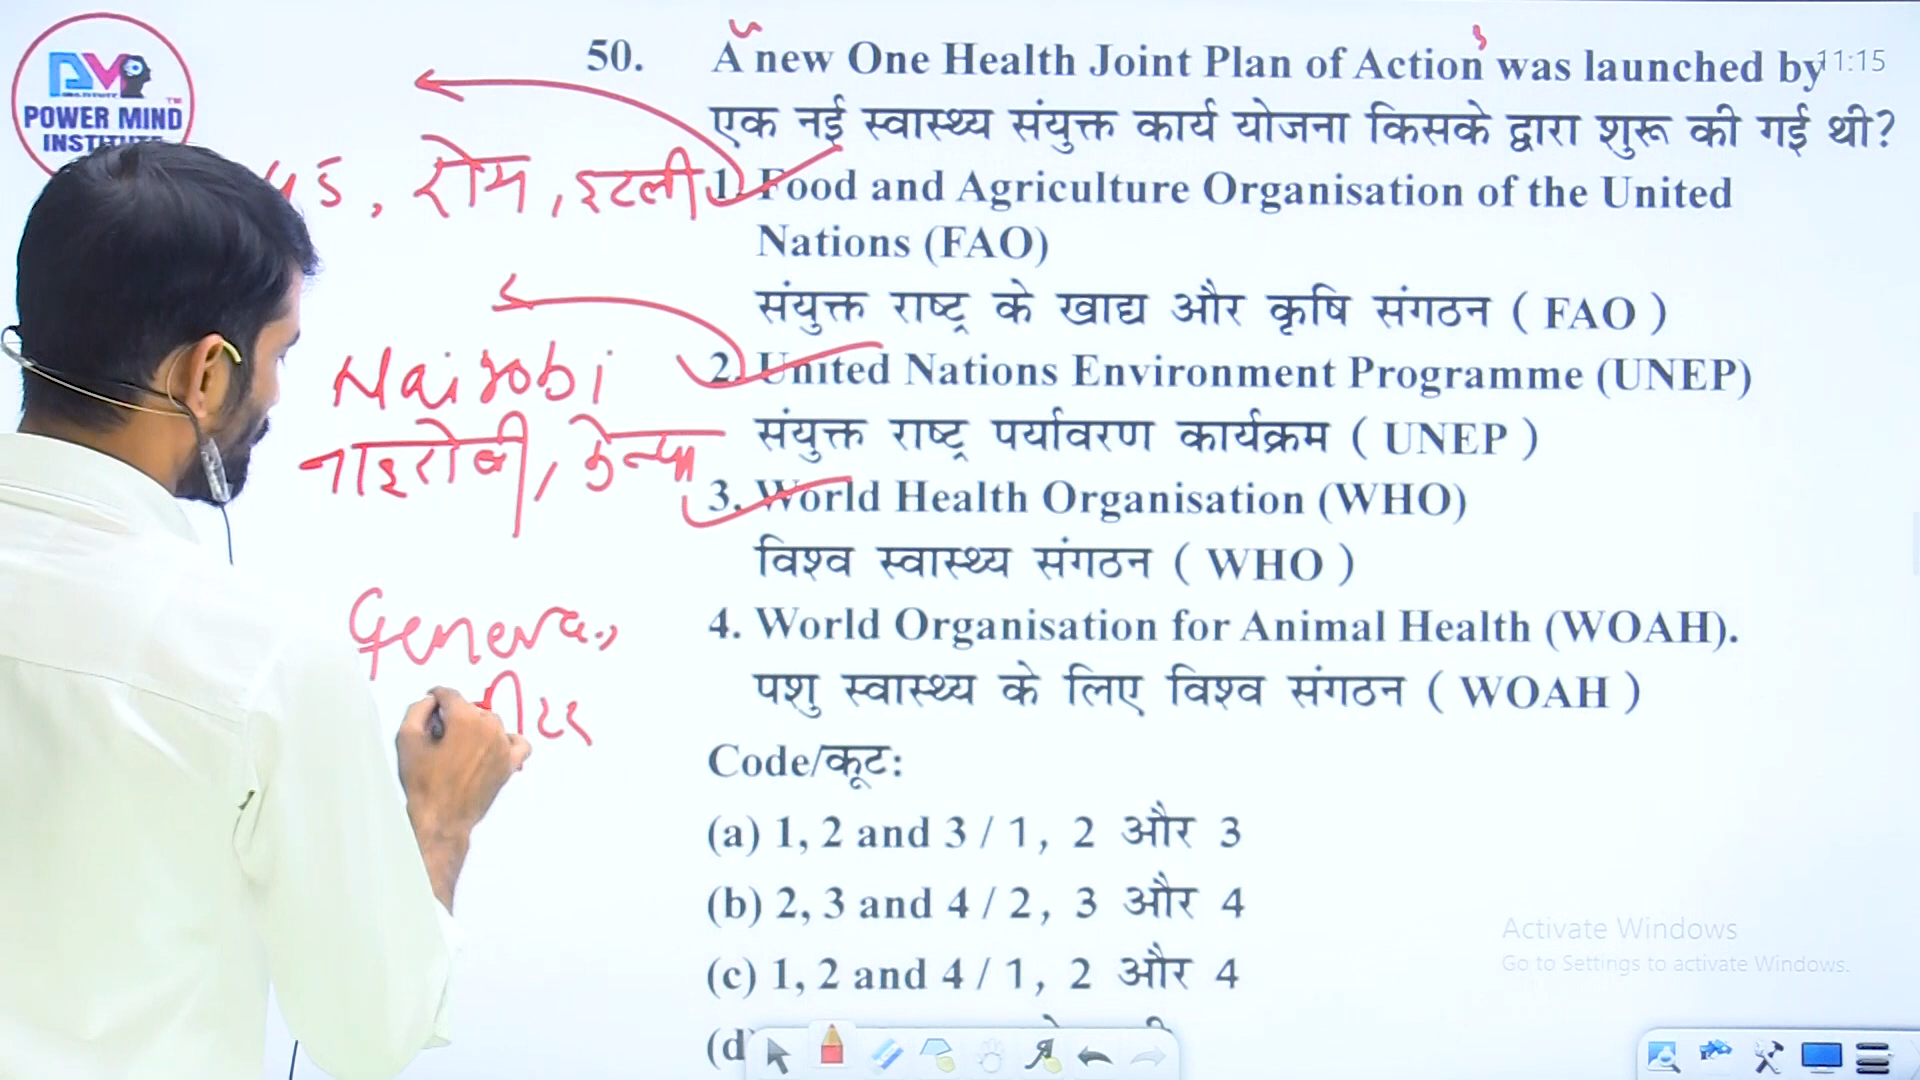 POWER MIND
INSTITUTE
TM
11:15
50. A new One Health Joint Plan of Action was launched by
एक नई स्वास्थ्य संयुक्त कार्य योजना किसके द्वारा शुरू की गई थी?
5, रोम, इटली
1. Food and Agriculture Organisation of the United
Nations (FAO)
संयुक्त राष्ट्र के खाद्य और कृषि संगठन ( FAO )
Nairobi
2. United Nations Environment Programme (UNEP)
नाइरोबी, केन्या
संयुक्त राष्ट्र पर्यावरण कार्यक्रम ( UNEP )
3. World Health Organisation (WHO)
विश्व स्वास्थ्य संगठन ( WHO )
Geneva,
4. World Organisation for Animal Health (WOAH).
पशु स्वास्थ्य के लिए विश्व संगठन ( WOAH )
Code/कूट:
(a) 1, 2 and 3 / 1, 2 और 3
(b) 2, 3 and 4 / 2, 3 और 4
(c) 1, 2 and 4 / 1, 2 और 4
(d
Activate Windows
Go to Settings to activate Windows.